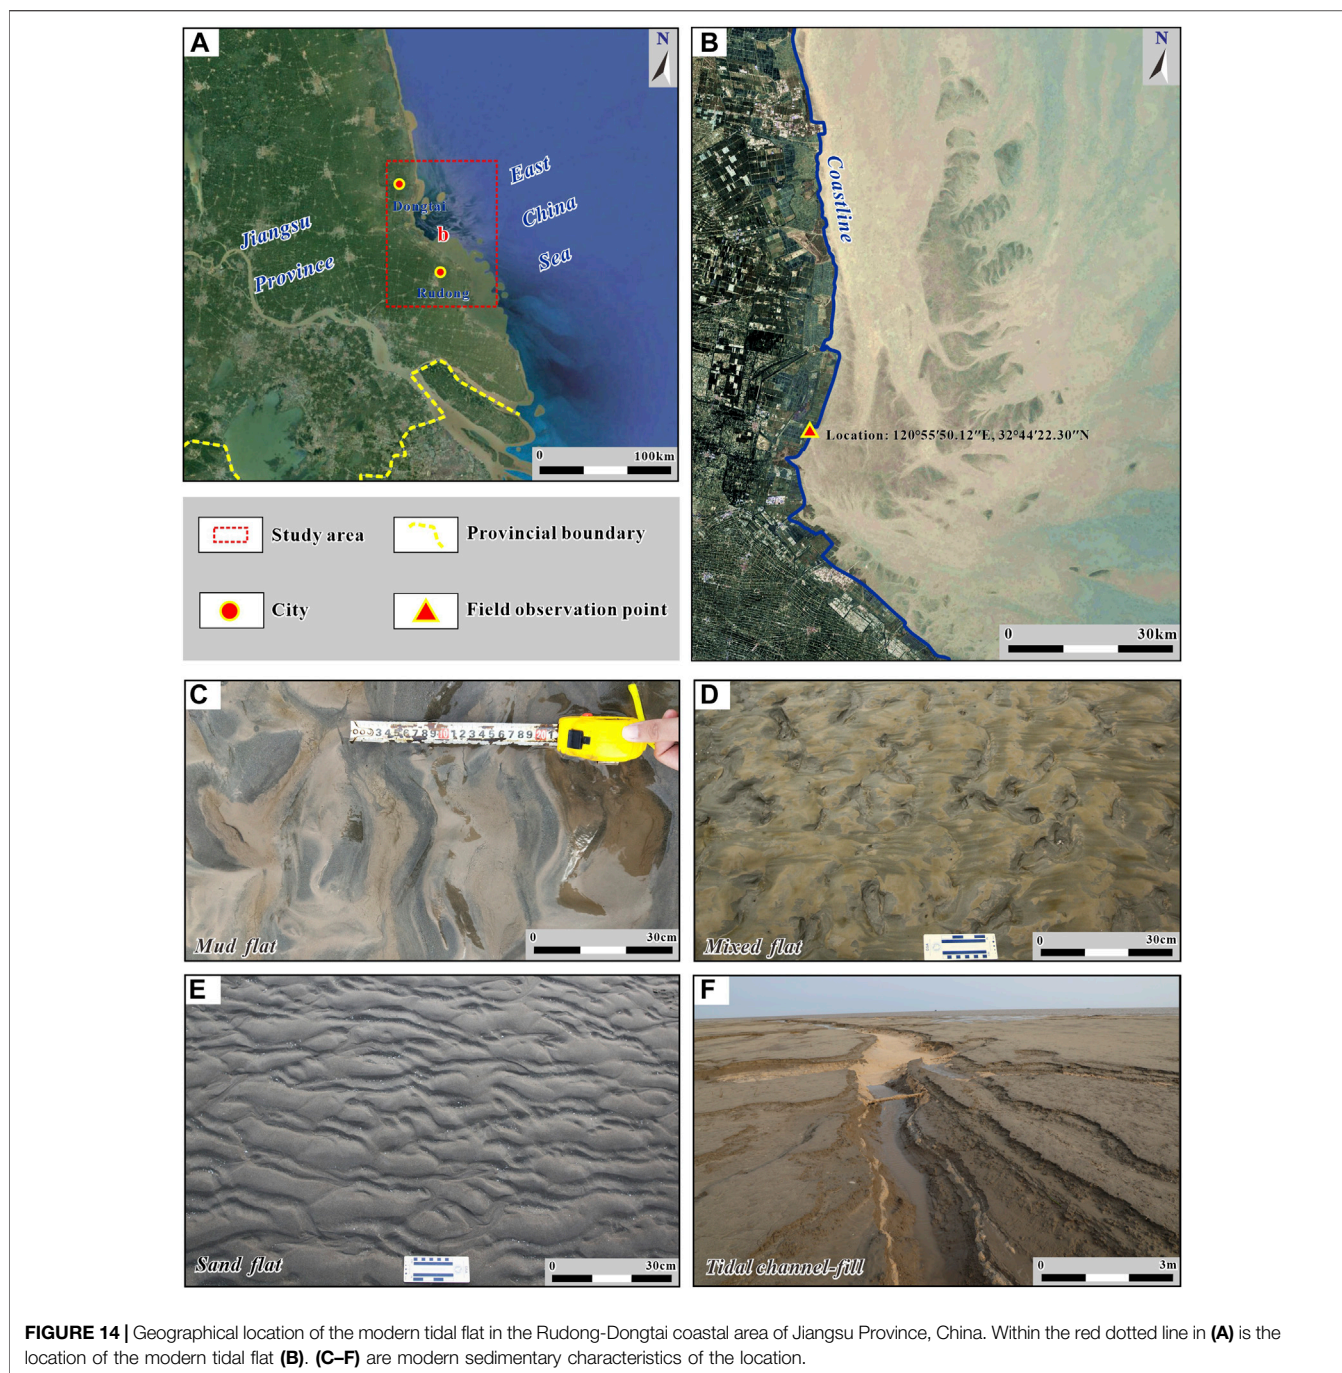 A
N
East
China
Sea
Dongtai
b
Rudong
Jiangsu
Province
0 100km
Study area
Provincial boundary
City
Field observation point
B
N
Coastline
Location: 120°55′50.12″E, 32°44′22.30″N
0 30km
C
Mud flat
0 30cm
D
Mixed flat
0 30cm
E
Sand flat
0 30cm
F
Tidal channel-fill
0 3m
FIGURE 14 | Geographical location of the modern tidal flat in the Rudong-Dongtai coastal area of Jiangsu Province, China. Within the red dotted line in (A) is the
location of the modern tidal flat (B). (C–F) are modern sedimentary characteristics of the location.